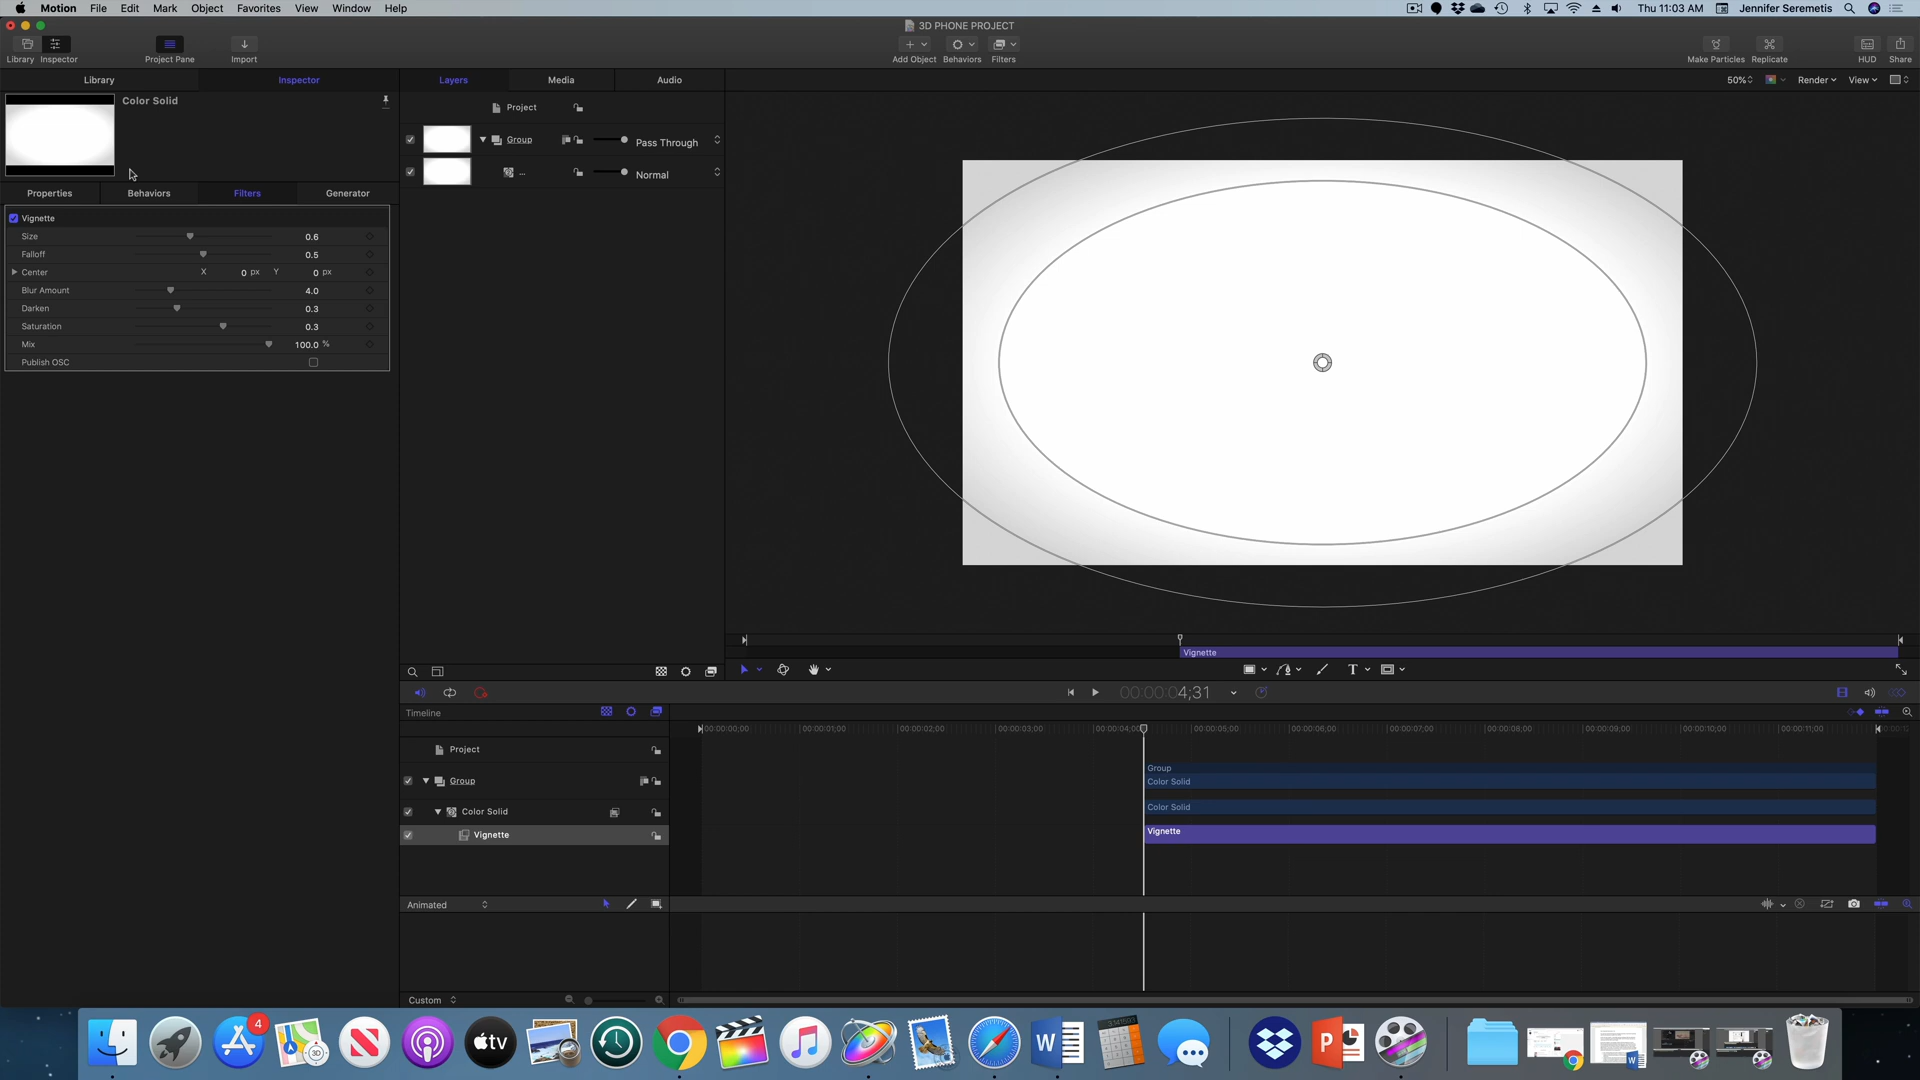 Motion File Edit Mark Object Favorites View Window Help
Thu 11:03 AM Jennifer Seremetis
3D PHONE PROJECT
Library Inspector Project Pane Import Add Object Behaviors Filters Make Particles Replicate HUD Share
Library Inspector Layers Media Audio 50% Render View
Color Solid
Project
Group Pass Through
... Normal
Properties Behaviors Filters Generator
Vignette
Size 0.6
Falloff 0.5
Center X 0 px Y 0 px
Blur Amount 4.0
Darken 0.3
Saturation 0.3
Mix 100.0 %
Publish OSC
Vignette
T
00:00:04;31
Timeline
00:00:00;00 00:00:01;00 00:00:02;00 00:00:03;00 00:00:04;0 00:00:05;00 00:00:06;00 00:00:07;00 00:00:08;00 00:00:09;00 00:00:10;00 00:00:11;00
Project
Group
Group
Color Solid
Color Solid
Color Solid
Vignette
Vignette
Animated
Custom
4
3D
tv
W
P